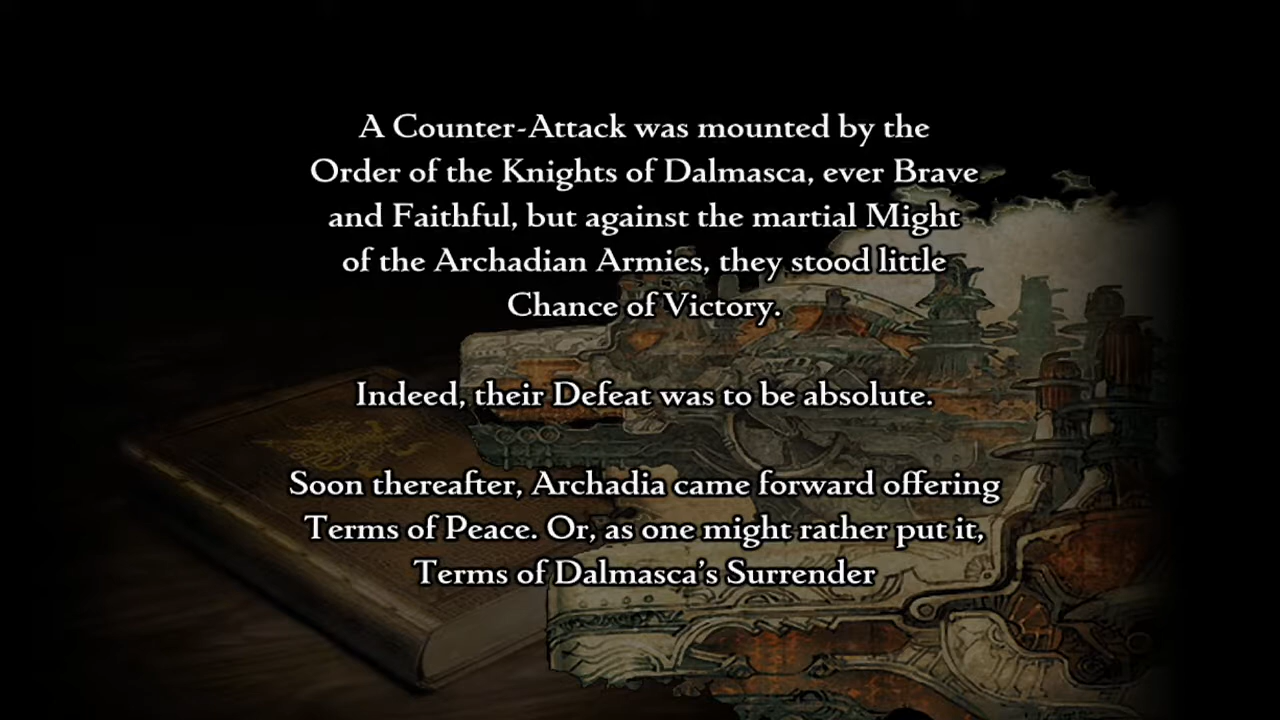 A Counter-Attack was mounted by the
Order of the Knights of Dalmasca, ever Brave
and Faithful, but against the martial Might
of the Archadian Armies, they stood little
Chance of Victory.
Indeed, their Defeat was to be absolute.
Soon thereafter, Archadia came forward offering
Terms of Peace. Or, as one might rather put it,
Terms of Dalmasca’s Surrender